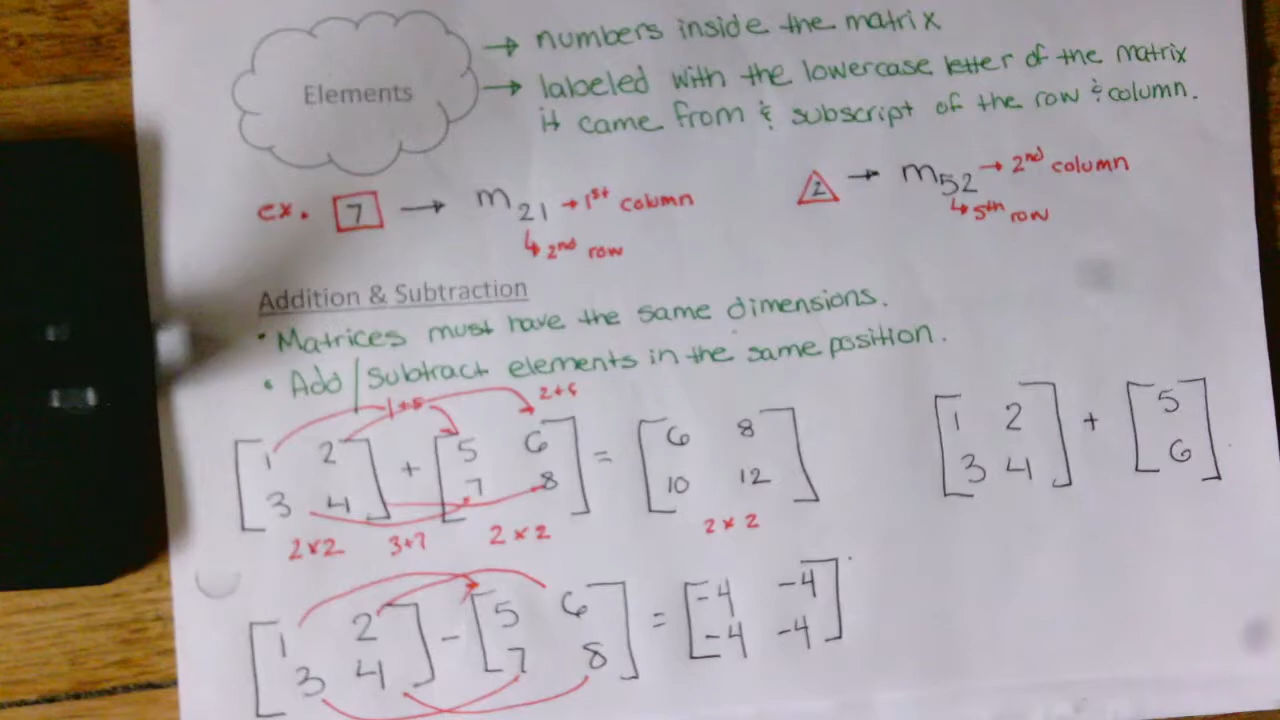 Elements
→ numbers inside the matrix
→ labeled with the lowercase letter of the matrix
it came from & subscript of the row & column.
ex. 7 → m21 → 1st column
↳ 2nd row
2 → m52 → 2nd column
↳ 5th row
Addition & Subtraction
• Matrices must have the same dimensions.
• Add/subtract elements in the same position.
1+5
[1 2] + [5 6] = [6 8]
[3 4] [7 8] [10 12]
2×2 3+7 2×2 2×2
[1 2] + [5]
[3 4] [6]
[1 2] - [5 6] = [-4 -4]
[3 4] [7 8] [-4 -4]